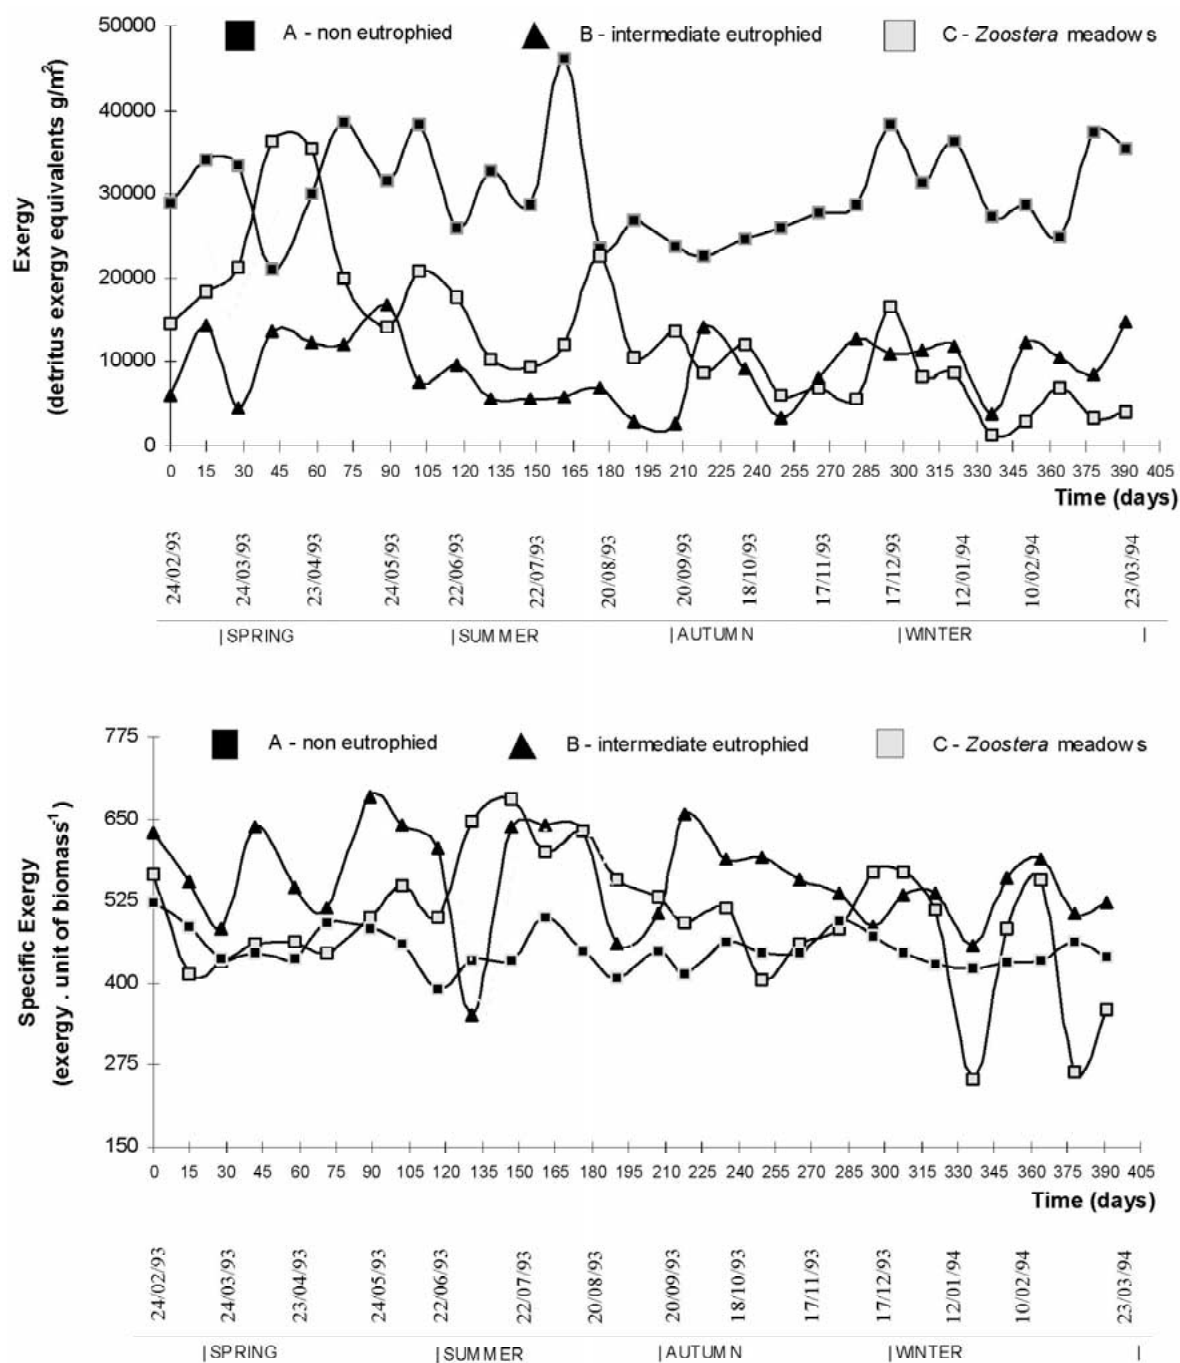 A - non eutrophied B - intermediate eutrophied C - Zoostera meadows
Exergy
(detritus exergy equivalents g/m²)
50000
40000
30000
20000
10000
0
0 15 30 45 60 75 90 105 120 135 150 165 180 195 210 225 240 255 270 285 300 315 330 345 360 375 390 405
Time (days)
24/02/93 24/03/93 23/04/93 24/05/93 22/06/93 22/07/93 20/08/93 20/09/93 18/10/93 17/11/93 17/12/93 12/01/94 10/02/94 23/03/94
|SPRING |SUMMER |AUTUMN |WINTER |
A - non eutrophied B - intermediate eutrophied C - Zoostera meadows
Specific Exergy
(exergy . unit of biomass⁻¹)
775
650
525
400
275
150
0 15 30 45 60 75 90 105 120 135 150 165 180 195 210 225 240 255 270 285 300 315 330 345 360 375 390 405
Time (days)
24/02/93 24/03/93 23/04/93 24/05/93 22/06/93 22/07/93 20/08/93 20/09/93 18/10/93 17/11/93 17/12/93 12/01/94 10/02/94 23/03/94
|SPRING |SUMMER |AUTUMN |WINTER |